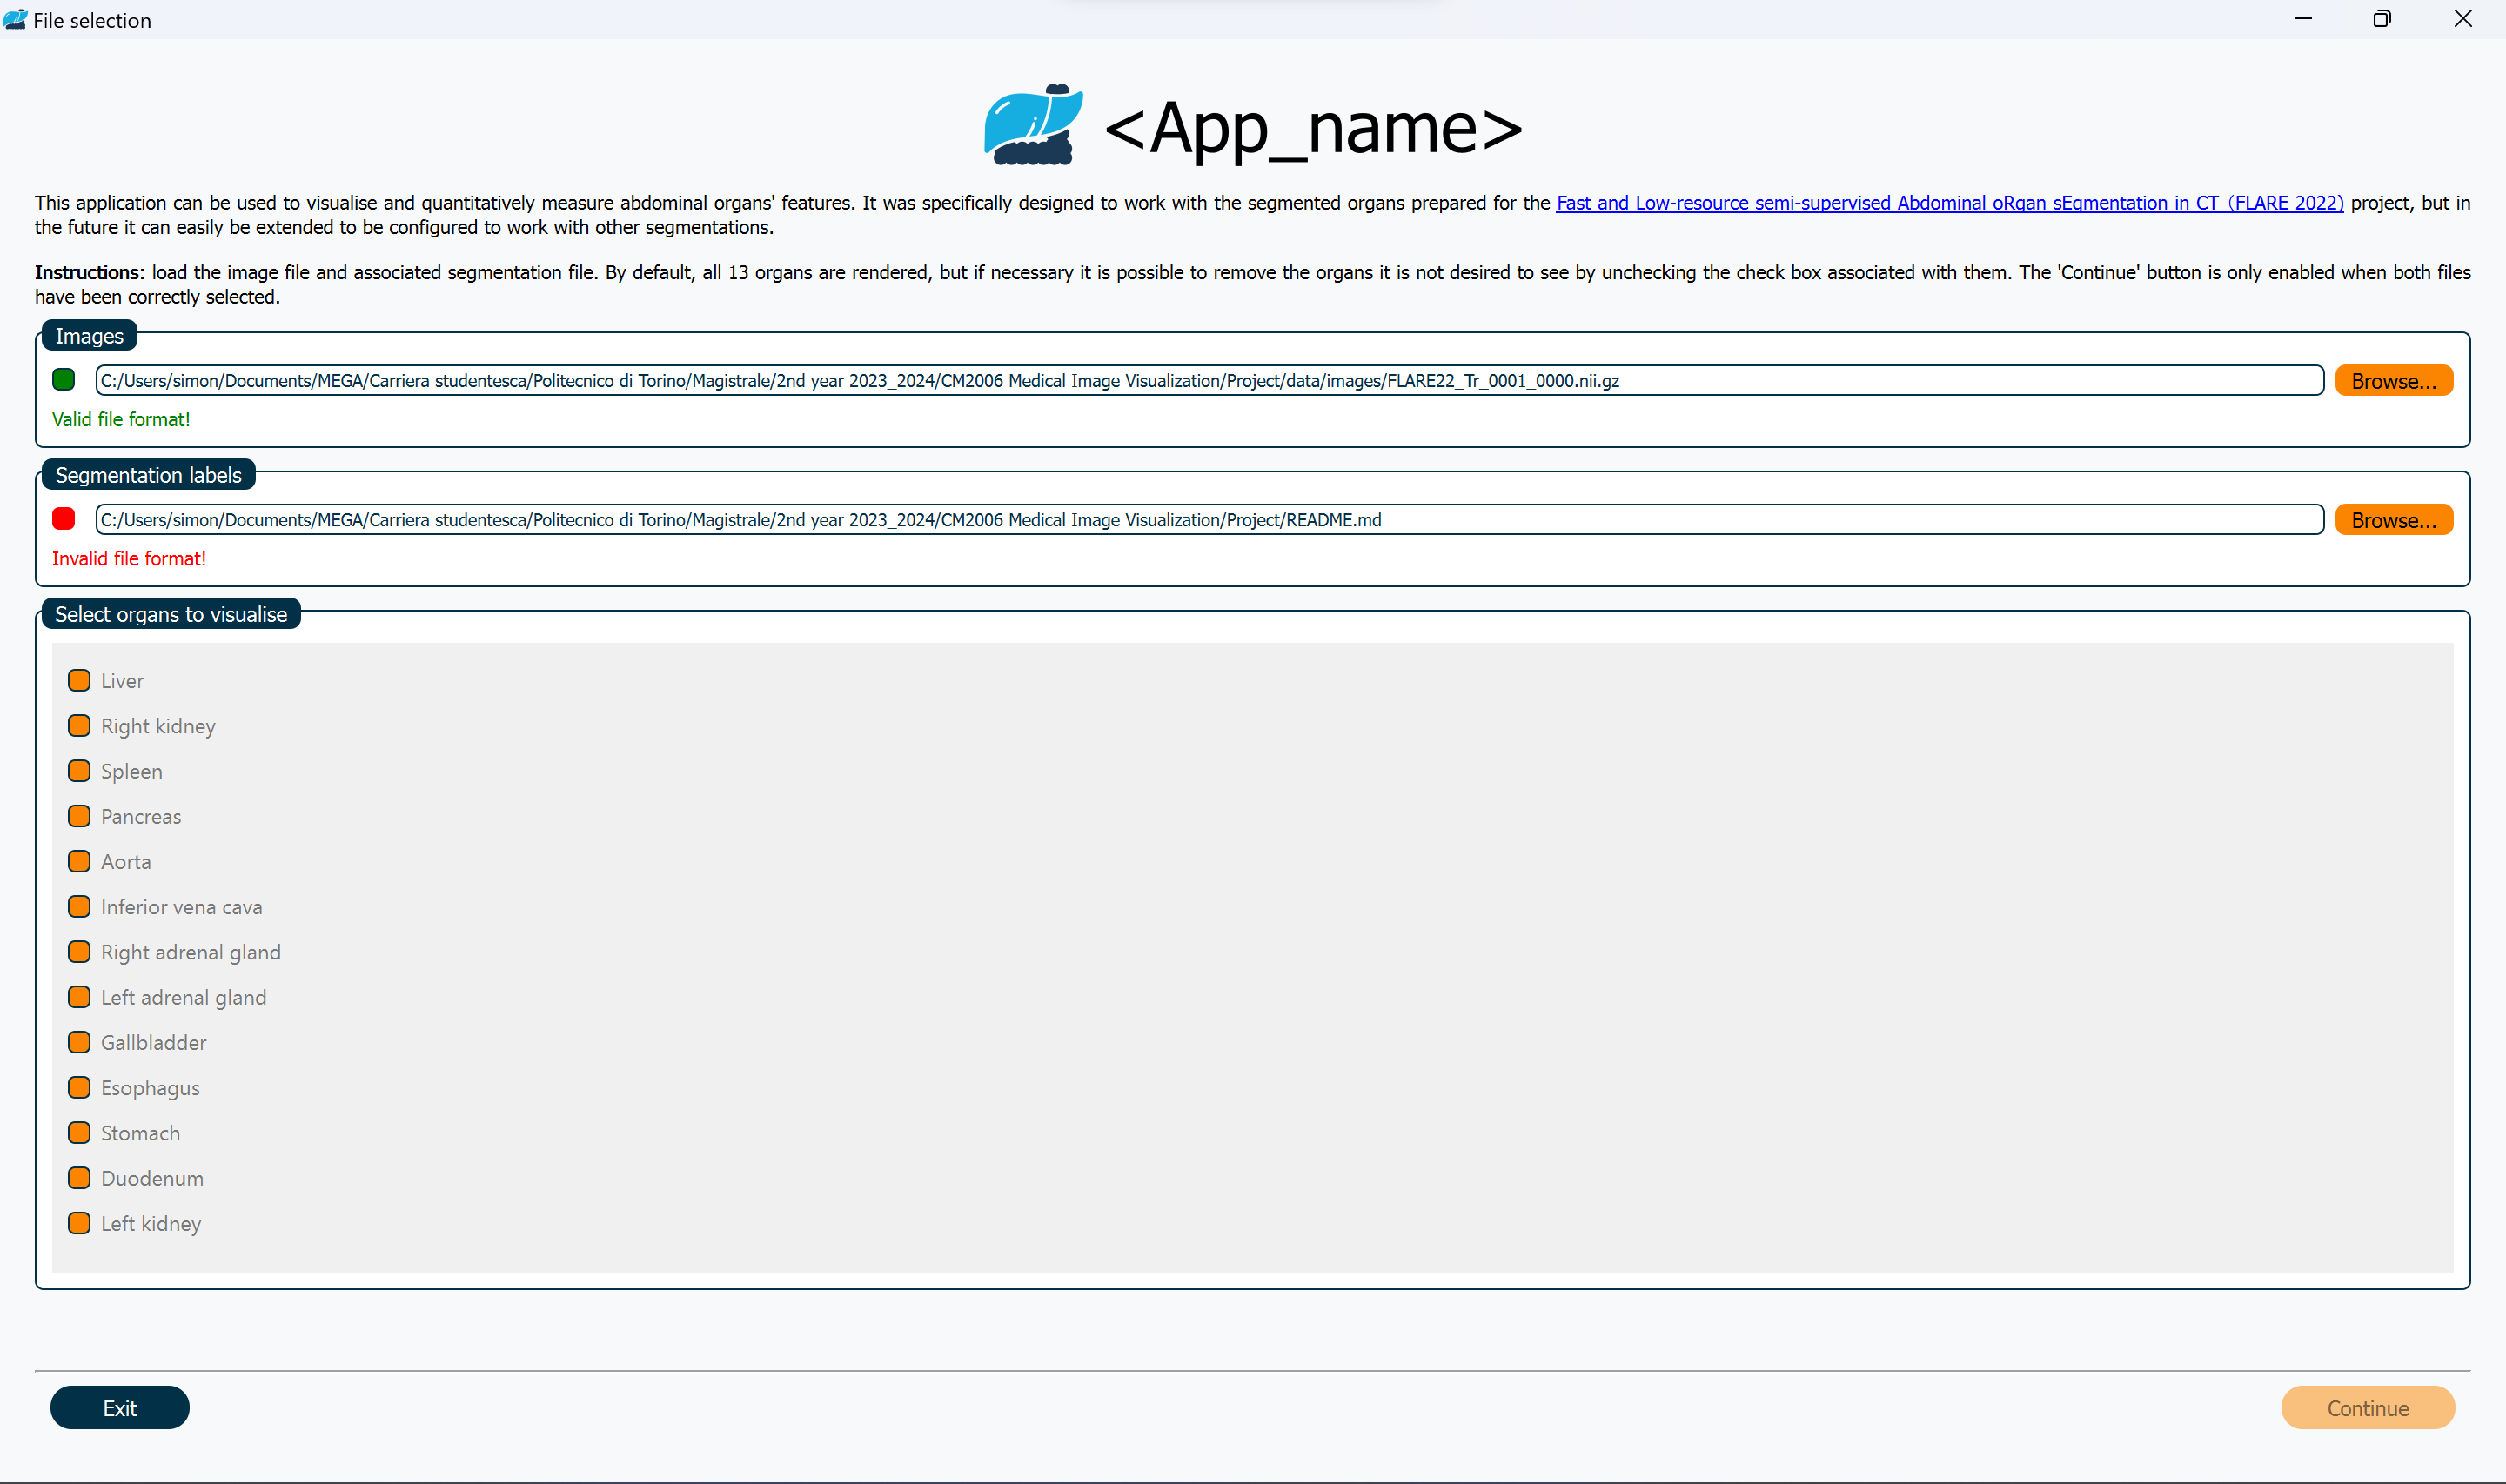 File selection
<App_name>
This application can be used to visualise and quantitatively measure abdominal organs' features. It was specifically designed to work with the segmented organs prepared for the Fast and Low-resource semi-supervised Abdominal oRgan sEgmentation in CT (FLARE 2022) project, but in
the future it can easily be extended to be configured to work with other segmentations.
Instructions: load the image file and associated segmentation file. By default, all 13 organs are rendered, but if necessary it is possible to remove the organs it is not desired to see by unchecking the check box associated with them. The 'Continue' button is only enabled when both files
have been correctly selected.
Images
C:/Users/simon/Documents/MEGA/Carriera studentesca/Politecnico di Torino/Magistrale/2nd year 2023_2024/CM2006 Medical Image Visualization/Project/data/images/FLARE22_Tr_0001_0000.nii.gz Browse...
Valid file format!
Segmentation labels
C:/Users/simon/Documents/MEGA/Carriera studentesca/Politecnico di Torino/Magistrale/2nd year 2023_2024/CM2006 Medical Image Visualization/Project/README.md Browse...
Invalid file format!
Select organs to visualise
Liver
Right kidney
Spleen
Pancreas
Aorta
Inferior vena cava
Right adrenal gland
Left adrenal gland
Gallbladder
Esophagus
Stomach
Duodenum
Left kidney
Exit Continue